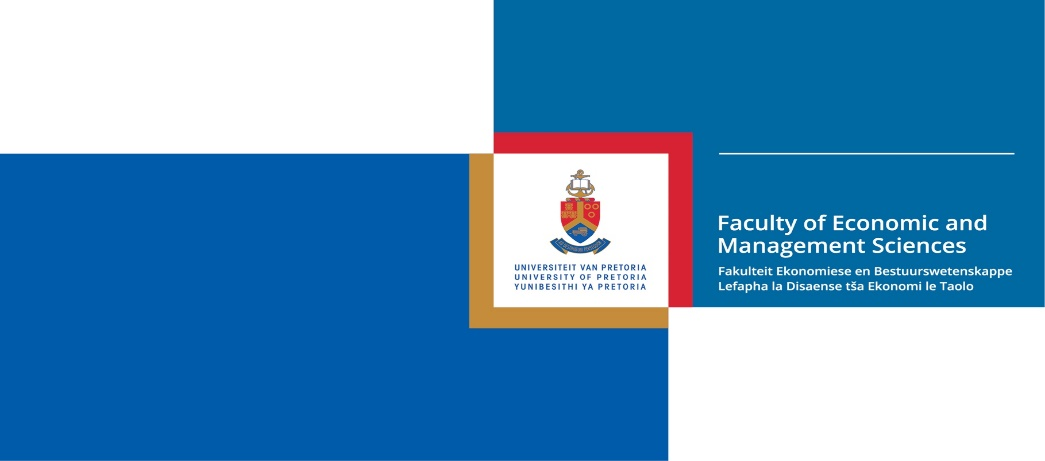 UNIVERSITEIT VAN PRETORIA
UNIVERSITY OF PRETORIA
YUNIBESITHI YA PRETORIA
Faculty of Economic and
Management Sciences
Fakulteit Ekonomiese en Bestuurswetenskappe
Lefapha la Disaense tša Ekonomi le Taolo